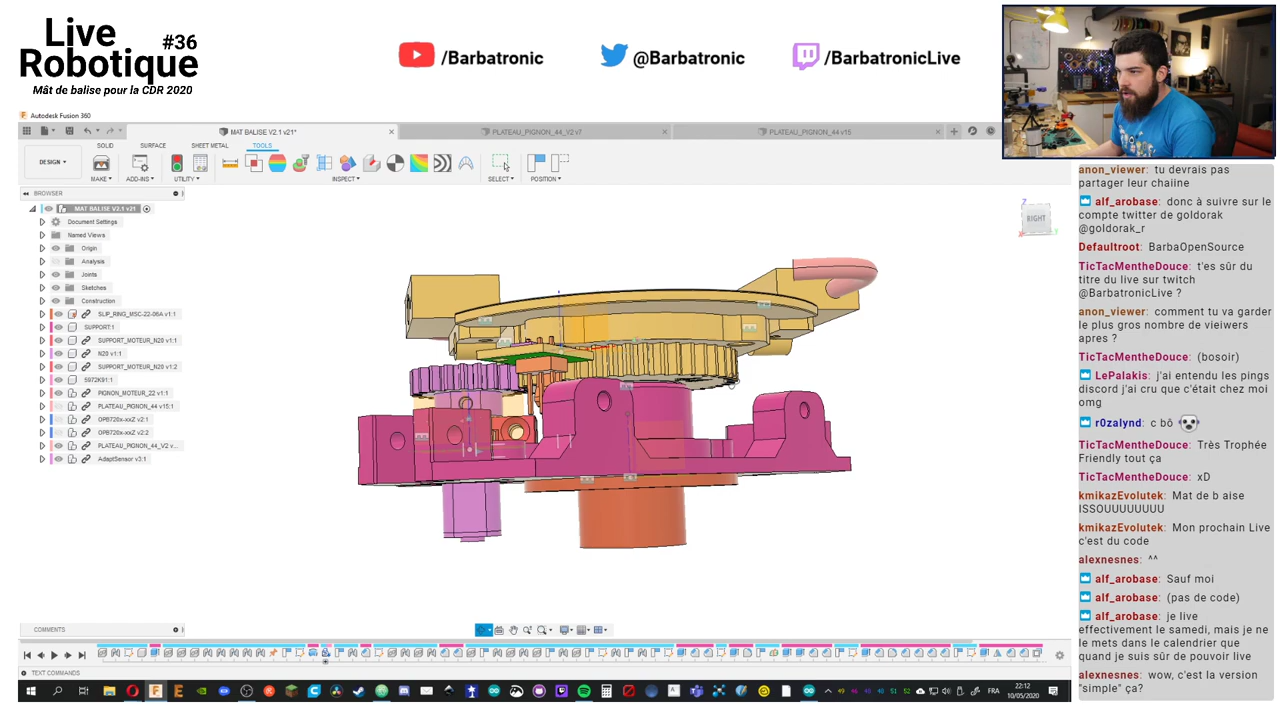 Live
Robotique #36
Mât de balise pour la CDR 2020
/Barbatronic
@Barbatronic
/BarbatronicLive
Autodesk Fusion 360
MAT BALISE V2.1 v21*
PLATEAU_PIGNON_44_V2 v7
PLATEAU_PIGNON_44 v15
SOLID
SURFACE
SHEET METAL
TOOLS
DESIGN
MAKE
ADD-INS
UTILITY
INSPECT
SELECT
POSITION
BROWSER
MAT BALISE V2.1 v21
Document Settings
Named Views
Origin
Analysis
Joints
Sketches
Construction
SLIP_RING_MSC-22-06A v1:1
SUPPORT:1
SUPPORT_MOTEUR_N20 v1:1
N20 v1:1
SUPPORT_MOTEUR_N20 v1:2
5972K91:1
PIGNON_MOTEUR_22 v1:1
PLATEAU_PIGNON_44 v15:1
OPB720x-xxZ v2:1
OPB720x-xxZ v2:2
PLATEAU_PIGNON_44_V2 v...
AdaptSensor v3:1
Z
RIGHT
COMMENTS
TEXT COMMANDS
FRA
22:12
10/05/2020
anon_viewer: tu devrais pas
partager leur chaiine
alf_arobase: donc à suivre sur le
compte twitter de goldorak
@goldorak_r
Defaultroot: BarbaOpenSource
TicTacMentheDouce: t'es sûr du
titre du live sur twitch
@BarbatronicLive ?
anon_viewer: comment tu va garder
le plus gros nombre de vieiwers
apres ?
TicTacMentheDouce: (bosoir)
LePalakis: j'ai entendu les pings
discord j'ai cru que c'était chez moi
omg
r0zalynd: c bô
TicTacMentheDouce: Très Trophée
Friendly tout ça
TicTacMentheDouce: xD
kmikazEvolutek: Mat de b aise
ISSOUUUUUUUU
kmikazEvolutek: Mon prochain Live
c'est du code
alexnesnes: ^^
alf_arobase: Sauf moi
alf_arobase: (pas de code)
alf_arobase: je live
effectivement le samedi, mais je ne
le mets dans le calendrier que
quand je suis sûr de pouvoir live
alexnesnes: wow, c'est la version
"simple" ça?